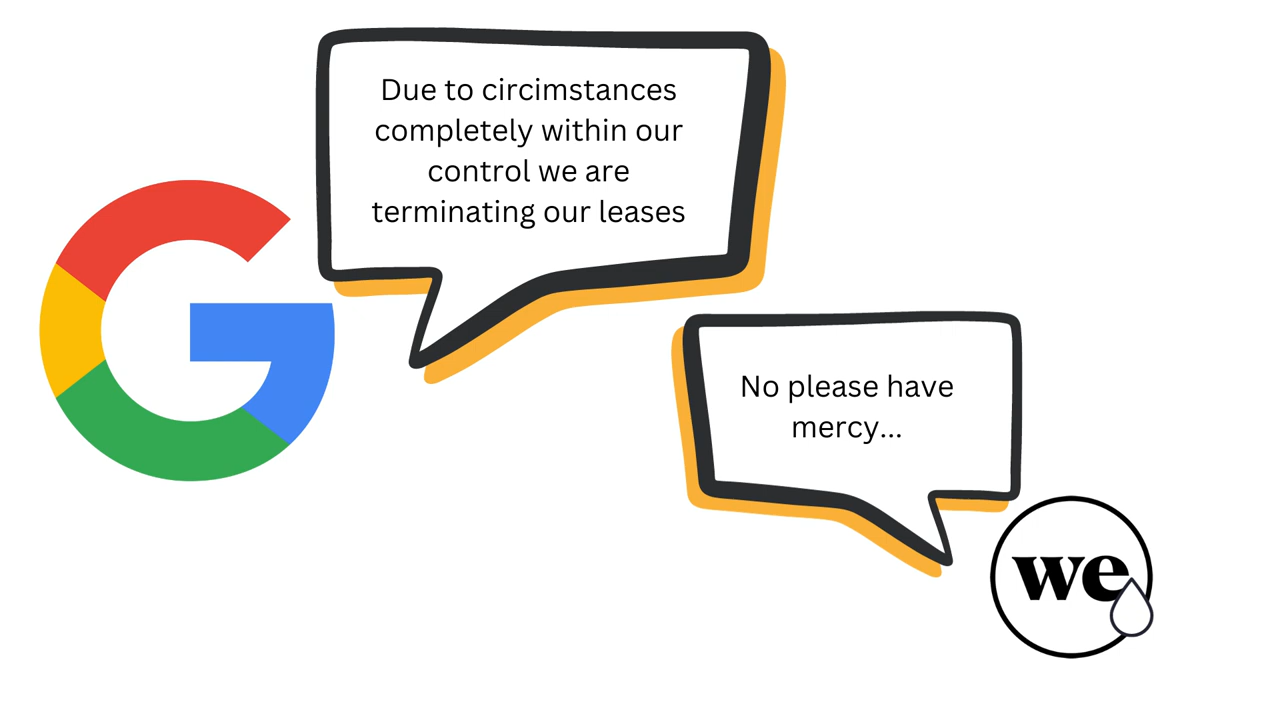 Due to circimstances
completely within our
control we are
terminating our leases
No please have
mercy...
we